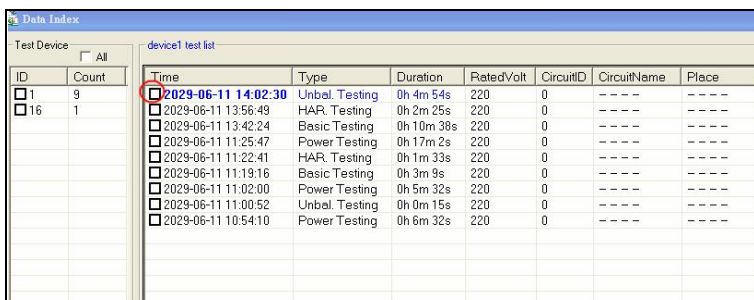 Data Index
Test Device
All
device1 test list
ID Count
1 9
16 1
Time Type Duration RatedVolt CircuitID CircuitName Place
2029-06-11 14:02:30 Unbal. Testing 0h 4m 54s 220 0 ---- ----
2029-06-11 13:56:49 HAR. Testing 0h 2m 25s 220 0 ---- ----
2029-06-11 13:42:24 Basic Testing 0h 10m 38s 220 0 ---- ----
2029-06-11 11:25:47 Power Testing 0h 17m 2s 220 0 ---- ----
2029-06-11 11:22:41 HAR. Testing 0h 1m 33s 220 0 ---- ----
2029-06-11 11:19:16 Basic Testing 0h 3m 9s 220 0 ---- ----
2029-06-11 11:02:00 Power Testing 0h 5m 32s 220 0 ---- ----
2029-06-11 11:00:52 Unbal. Testing 0h 0m 15s 220 0 ---- ----
2029-06-11 10:54:10 Power Testing 0h 6m 32s 220 0 ---- ----